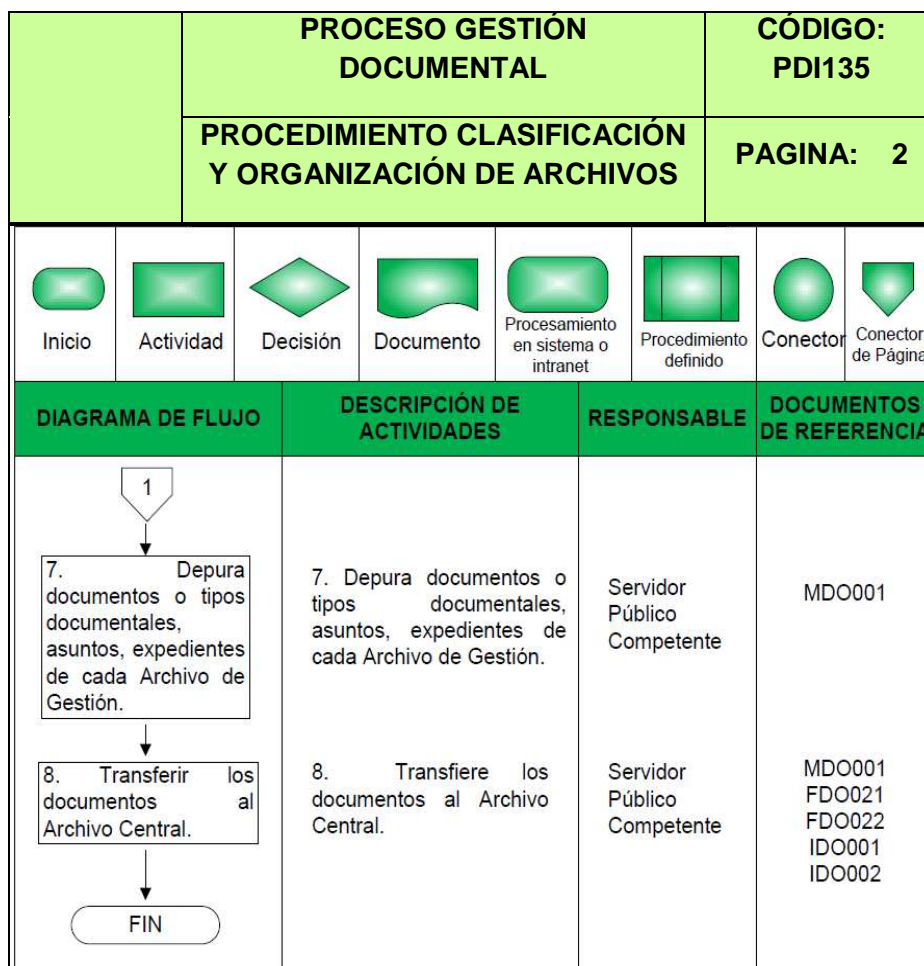 PROCESO GESTIÓN
DOCUMENTAL
CÓDIGO:
PDI135
PROCEDIMIENTO CLASIFICACIÓN
Y ORGANIZACIÓN DE ARCHIVOS
PAGINA: 2
Inicio
Actividad
Decisión
Documento
Procesamiento
en sistema o
intranet
Procedimiento
definido
Conector
Conector
de Página
DIAGRAMA DE FLUJO
DESCRIPCIÓN DE
ACTIVIDADES
RESPONSABLE
DOCUMENTOS
DE REFERENCIA
1
7. Depura
documentos o tipos
documentales,
asuntos, expedientes
de cada Archivo de
Gestión.
7. Depura documentos o
tipos documentales,
asuntos, expedientes de
cada Archivo de Gestión.
Servidor
Público
Competente
MDO001
8. Transferir los
documentos al
Archivo Central.
8. Transfiere los
documentos al Archivo
Central.
Servidor
Público
Competente
MDO001
FDO021
FDO022
IDO001
IDO002
FIN